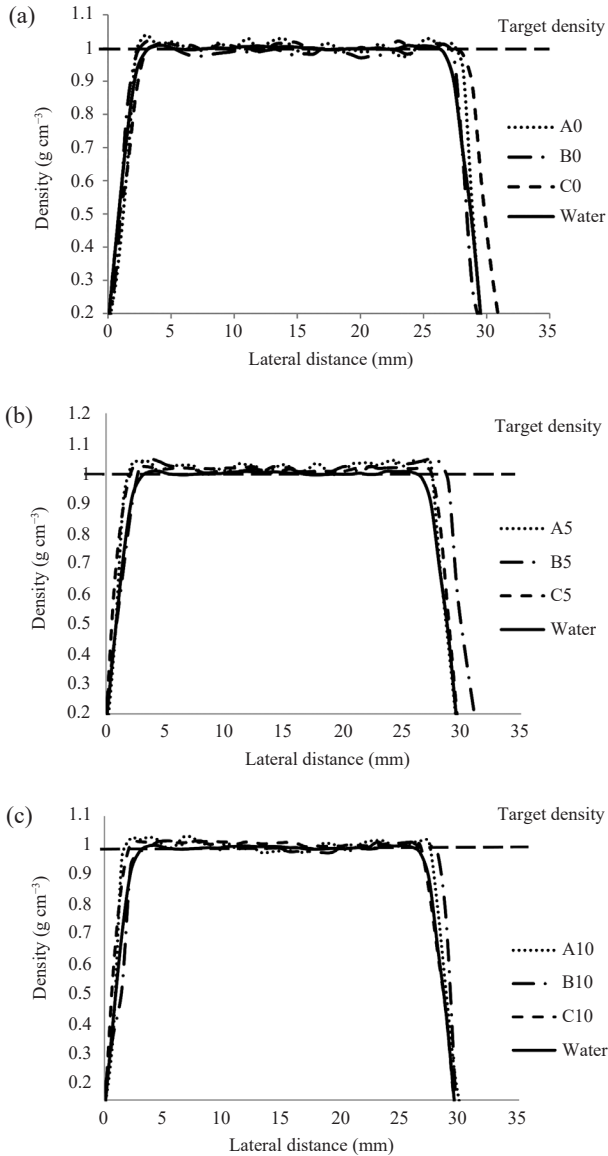 (a)
Target density
1.1
1
0.9
0.8
0.7
0.6
0.5
0.4
0.3
0.2
Density (g cm⁻³)
A0
B0
C0
Water
0 5 10 15 20 25 30 35
Lateral distance (mm)
(b)
Target density
1.2
1.1
1
0.9
0.8
0.7
0.6
0.5
0.4
0.3
0.2
Density (g cm⁻³)
A5
B5
C5
Water
0 5 10 15 20 25 30 35
Lateral distance (mm)
(c)
Target density
1.1
1
0.9
0.8
0.7
0.6
0.5
0.4
0.3
0.2
Density (g cm⁻³)
A10
B10
C10
Water
0 5 10 15 20 25 30 35
Lateral distance (mm)